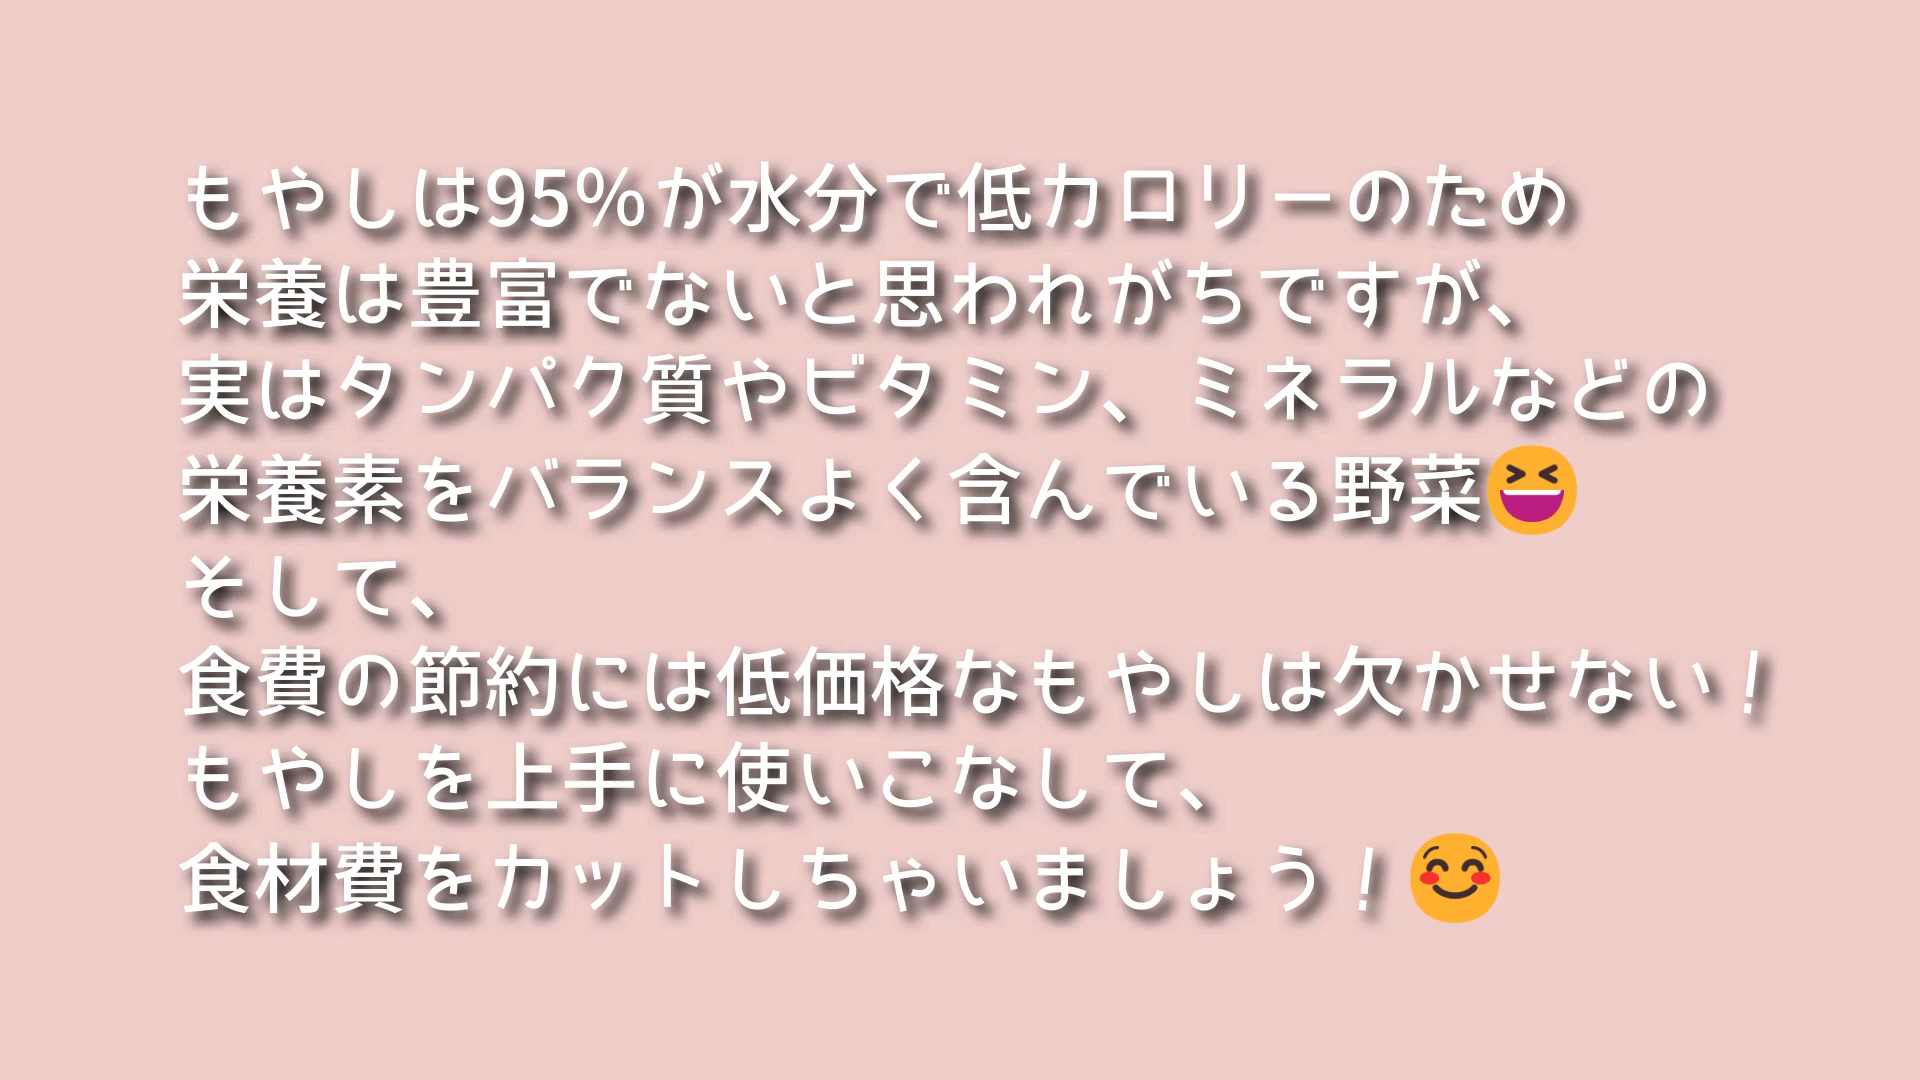 もやしは95%が水分で低カロリーのため
栄養は豊富でないと思われがちですが、
実はタンパク質やビタミン、ミネラルなどの
栄養素をバランスよく含んでいる野菜😆
そして、
食費の節約には低価格なもやしは欠かせない！
もやしを上手に使いこなして、
食材費をカットしちゃいましょう！😊